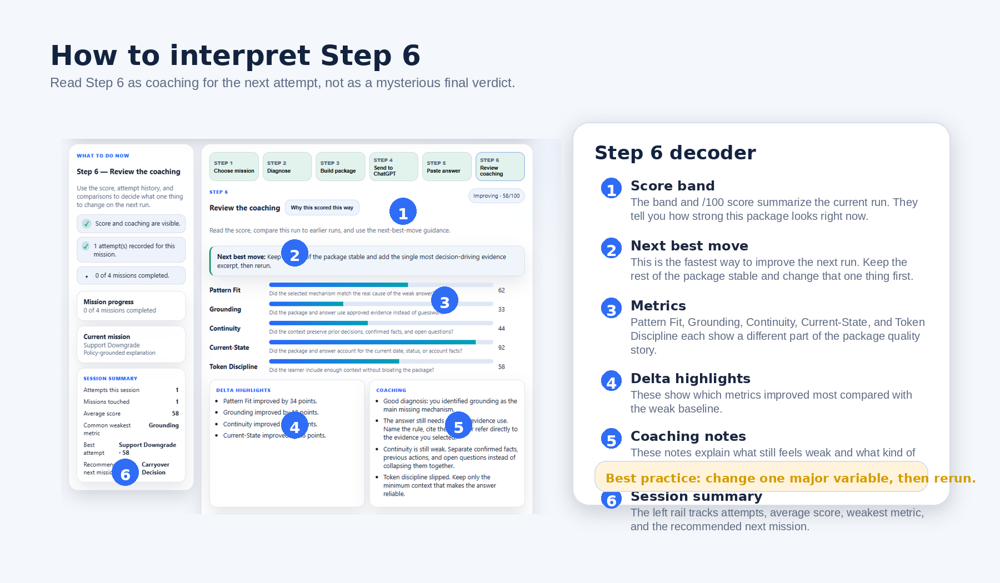 How to interpret Step 6
Read Step 6 as coaching for the next attempt, not as a mysterious final verdict.
WHAT TO DO NOW
Step 6 — Review the coaching
Use the score, attempt history, and
comparisons to decide what one thing
to change on the next run.
Score and coaching are visible.
1 attempt(s) recorded for this
mission.
• 0 of 4 missions completed.
Mission progress
0 of 4 missions completed
Current mission
Support Downgrade
Policy-grounded explanation
SESSION SUMMARY
Attempts this session 1
Missions touched 1
Average score 58
Common weakest Grounding
metric
Best Support Downgrade
attempt · 58
Carryover
next Decision
6
STEP 1
Choose mission
STEP 2
Diagnose
STEP 3
Build package
STEP 4
Send to
ChatGPT
STEP 5
Paste answer
STEP 6
Review
coaching
STEP 6
Improving · 58/100
Review the coaching
Why this scored this way
1
Read the score, compare this run to earlier runs, and use the next-best-move guidance.
Next best move: Keep of the package stable and add the single most decision-driving evidence
excerpt, then rerun.
2
Pattern Fit 62
Did the selected mechanism match the real cause of the weak answer?
3
Grounding 33
Did the package and answer use approved evidence instead of guesswork?
Continuity 44
Did the context preserve prior decisions, confirmed facts, and open questions?
Current-State 92
Did the package and answer account for the current date, status, or account facts?
Token Discipline 58
Did the learner include enough context without bloating the package?
DELTA HIGHLIGHTS
• Pattern Fit improved by 34 points.
• Grounding improved by points.
• Continuity improved
• Current-State improved points.
4
COACHING
• Good diagnosis: you identified grounding as the
main missing mechanism.
• The answer still needs evidence use.
Name the rule, cite the refer directly to
the evidence you selected.
• Continuity is still weak. Separate confirmed facts,
previous actions, and open questions instead of
collapsing them together.
• Token discipline slipped. Keep only the
minimum context that makes the answer
reliable.
5
Step 6 decoder
1 Score band
The band and /100 score summarize the current run. They
tell you how strong this package looks right now.
2 Next best move
This is the fastest way to improve the next run. Keep the
rest of the package stable and change that one thing first.
3 Metrics
Pattern Fit, Grounding, Continuity, Current-State, and Token
Discipline each show a different part of the package quality
story.
4 Delta highlights
These show which metrics improved most compared with
the weak baseline.
5 Coaching notes
These notes explain what still feels weak and what kind of
Best practice: change one major variable, then rerun.
6 Session summary
The left rail tracks attempts, average score, weakest metric,
and the recommended next mission.